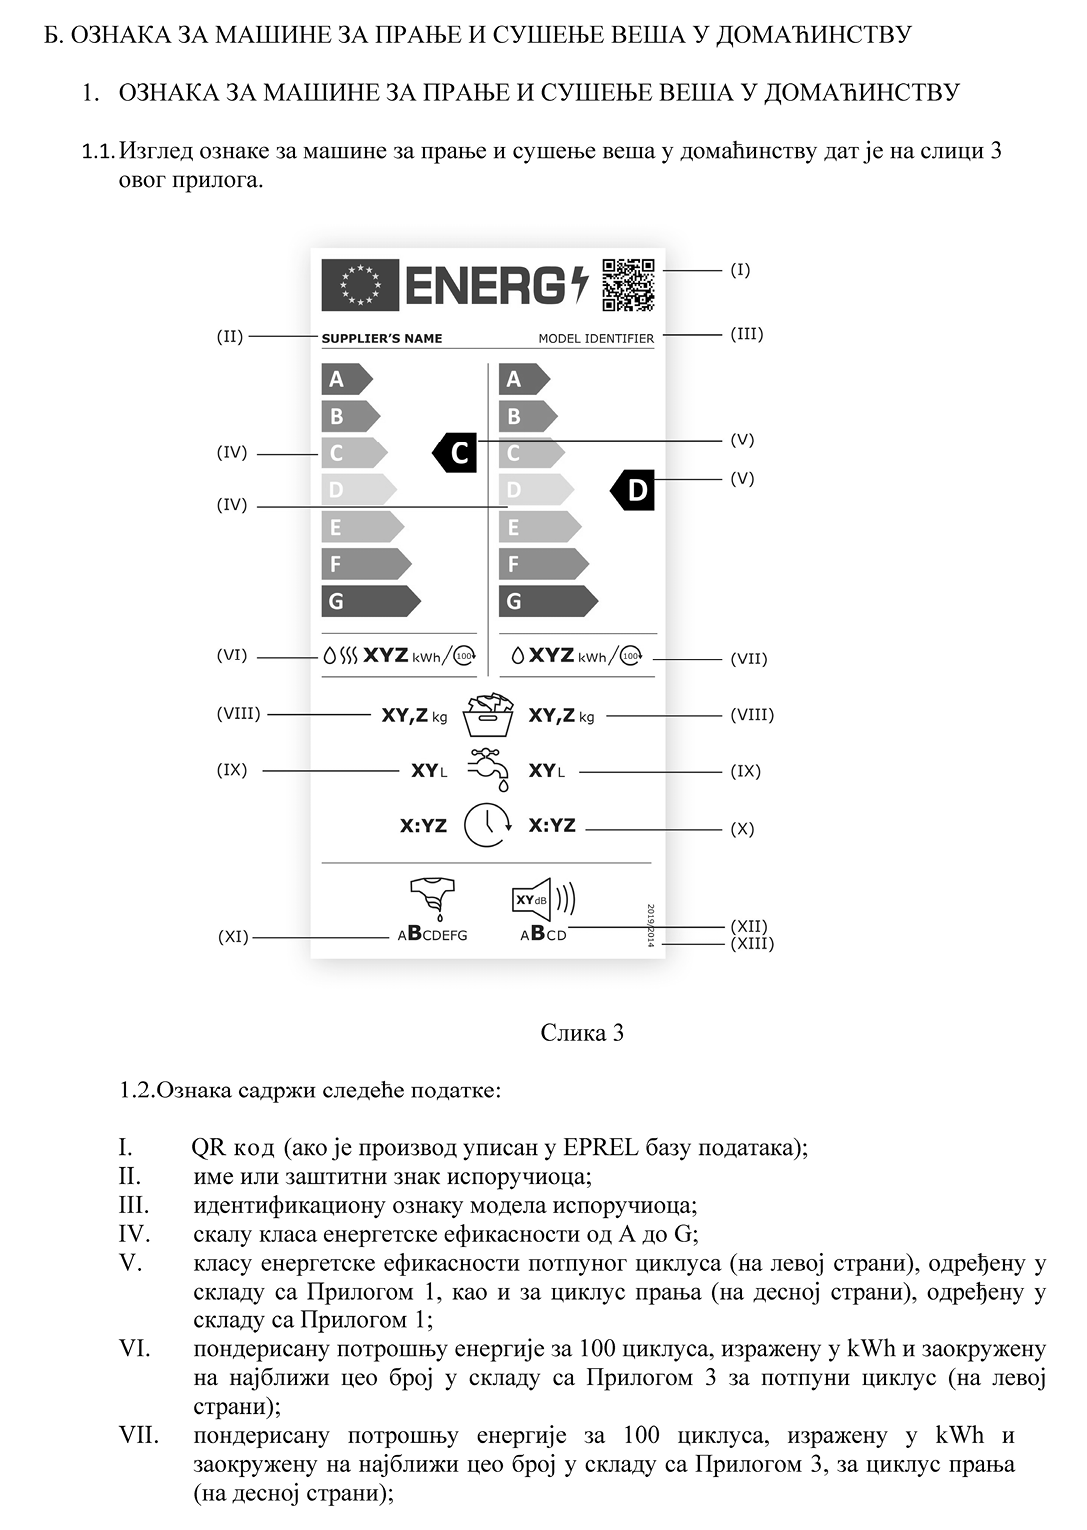 Б. ОЗНАКА ЗА МАШИНЕ ЗА ПРАЊЕ И СУШЕЊЕ ВЕША У ДОМАЋИНСТВУ
1. ОЗНАКА ЗА МАШИНЕ ЗА ПРАЊЕ И СУШЕЊЕ ВЕША У ДОМАЋИНСТВУ
1.1. Изглед ознаке за машине за прање и сушење веша у домаћинству дат је на слици 3
овог прилога.
ENERG
(I)
(II)
SUPPLIER'S NAME
MODEL IDENTIFIER
(III)
A A
B B
(V)
(IV) C C C
(V)
D D D
(IV)
E E
F F
G G
(VI) XYZ kWh/100 XYZ kWh/100 (VII)
(VIII) XY,Z kg XY,Z kg (VIII)
(IX) XY L XY L (IX)
X:YZ X:YZ (X)
XY dB
2019/2014
(XI) ABCDEFG ABCD (XII)
(XIII)
Слика 3
1.2.Ознака садржи следеће податке:
I. QR код (ако је производ уписан у EPREL базу података);
II. име или заштитни знак испоручиоца;
III. идентификациону ознаку модела испоручиоца;
IV. скалу класа енергетске ефикасности од А до G;
V. класу енергетске ефикасности потпуног циклуса (на левој страни), одређену у
складу са Прилогом 1, као и за циклус прања (на десној страни), одређену у
складу са Прилогом 1;
VI. пондерисану потрошњу енергије за 100 циклуса, изражену у kWh и заокружену
на најближи цео број у складу са Прилогом 3 за потпуни циклус (на левој
страни);
VII. пондерисану потрошњу енергије за 100 циклуса, изражену у kWh и
заокружену на најближи цео број у складу са Прилогом 3, за циклус прања
(на десној страни);